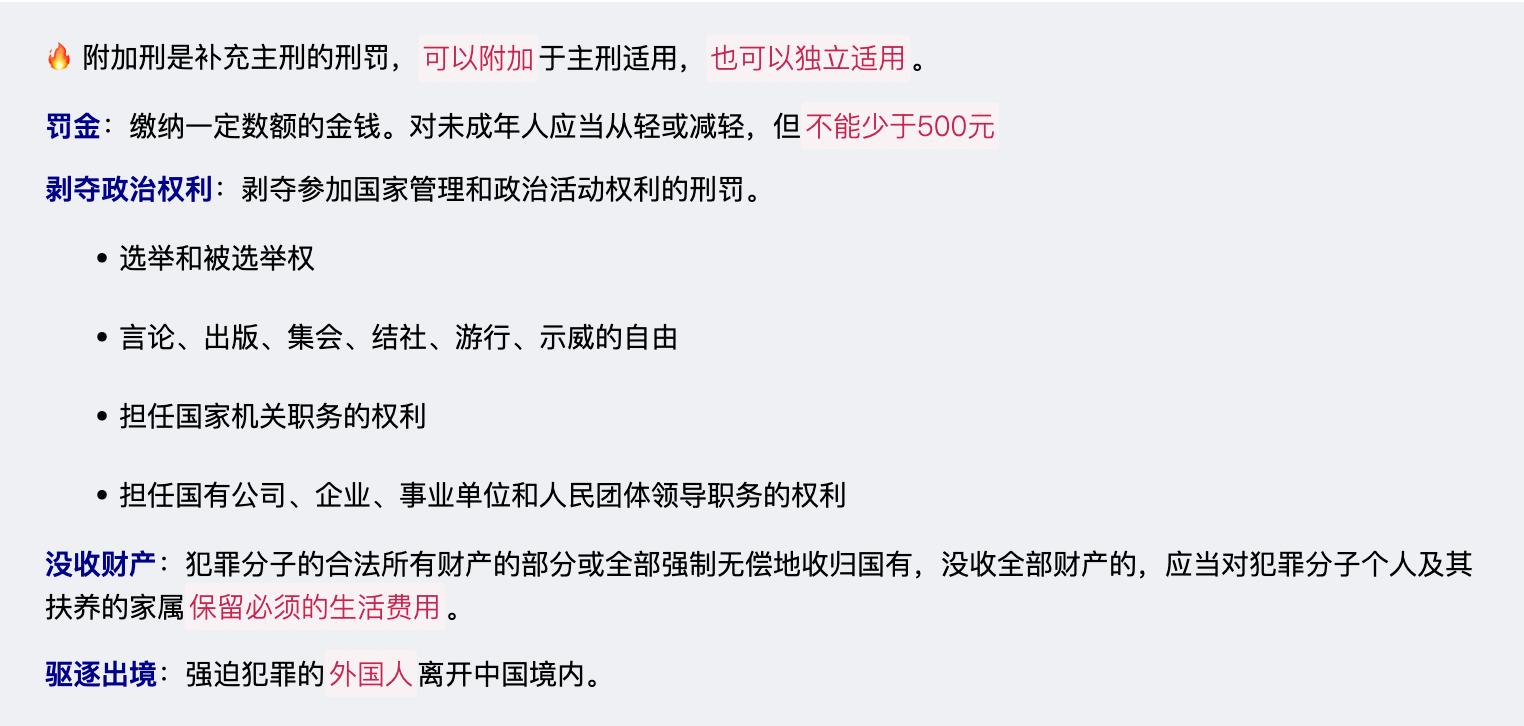 🔥 附加刑是补充主刑的刑罚，可以附加于主刑适用，也可以独立适用。
罚金：缴纳一定数额的金钱。对未成年人应当从轻或减轻，但不能少于500元
剥夺政治权利：剥夺参加国家管理和政治活动权利的刑罚。
• 选举和被选举权
• 言论、出版、集会、结社、游行、示威的自由
• 担任国家机关职务的权利
• 担任国有公司、企业、事业单位和人民团体领导职务的权利
没收财产：犯罪分子的合法所有财产的部分或全部强制无偿地收归国有，没收全部财产的，应当对犯罪分子个人及其
扶养的家属保留必须的生活费用。
驱逐出境：强迫犯罪的外国人离开中国境内。